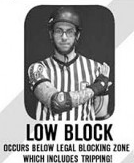 LOW BLOCK
OCCURS BELOW LEGAL BLOCKING ZONE
WHICH INCLUDES TRIPPING!